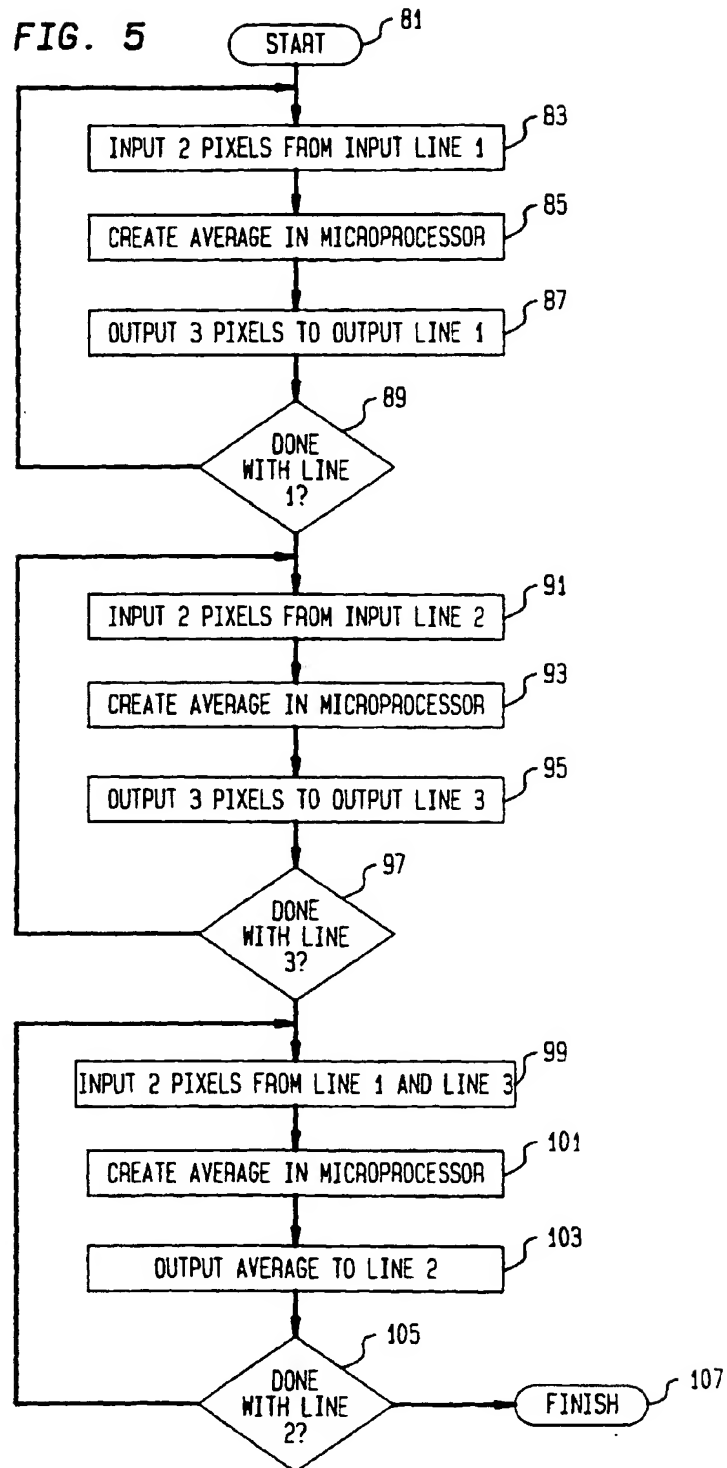 FIG. 5
START
81
83
INPUT 2 PIXELS FROM INPUT LINE 1
85
CREATE AVERAGE IN MICROPROCESSOR
87
OUTPUT 3 PIXELS TO OUTPUT LINE 1
89
DONE
WITH LINE
1?
91
INPUT 2 PIXELS FROM INPUT LINE 2
93
CREATE AVERAGE IN MICROPROCESSOR
95
OUTPUT 3 PIXELS TO OUTPUT LINE 3
97
DONE
WITH LINE
3?
99
INPUT 2 PIXELS FROM LINE 1 AND LINE 3
101
CREATE AVERAGE IN MICROPROCESSOR
103
OUTPUT AVERAGE TO LINE 2
105
DONE
WITH LINE
2?
FINISH
107